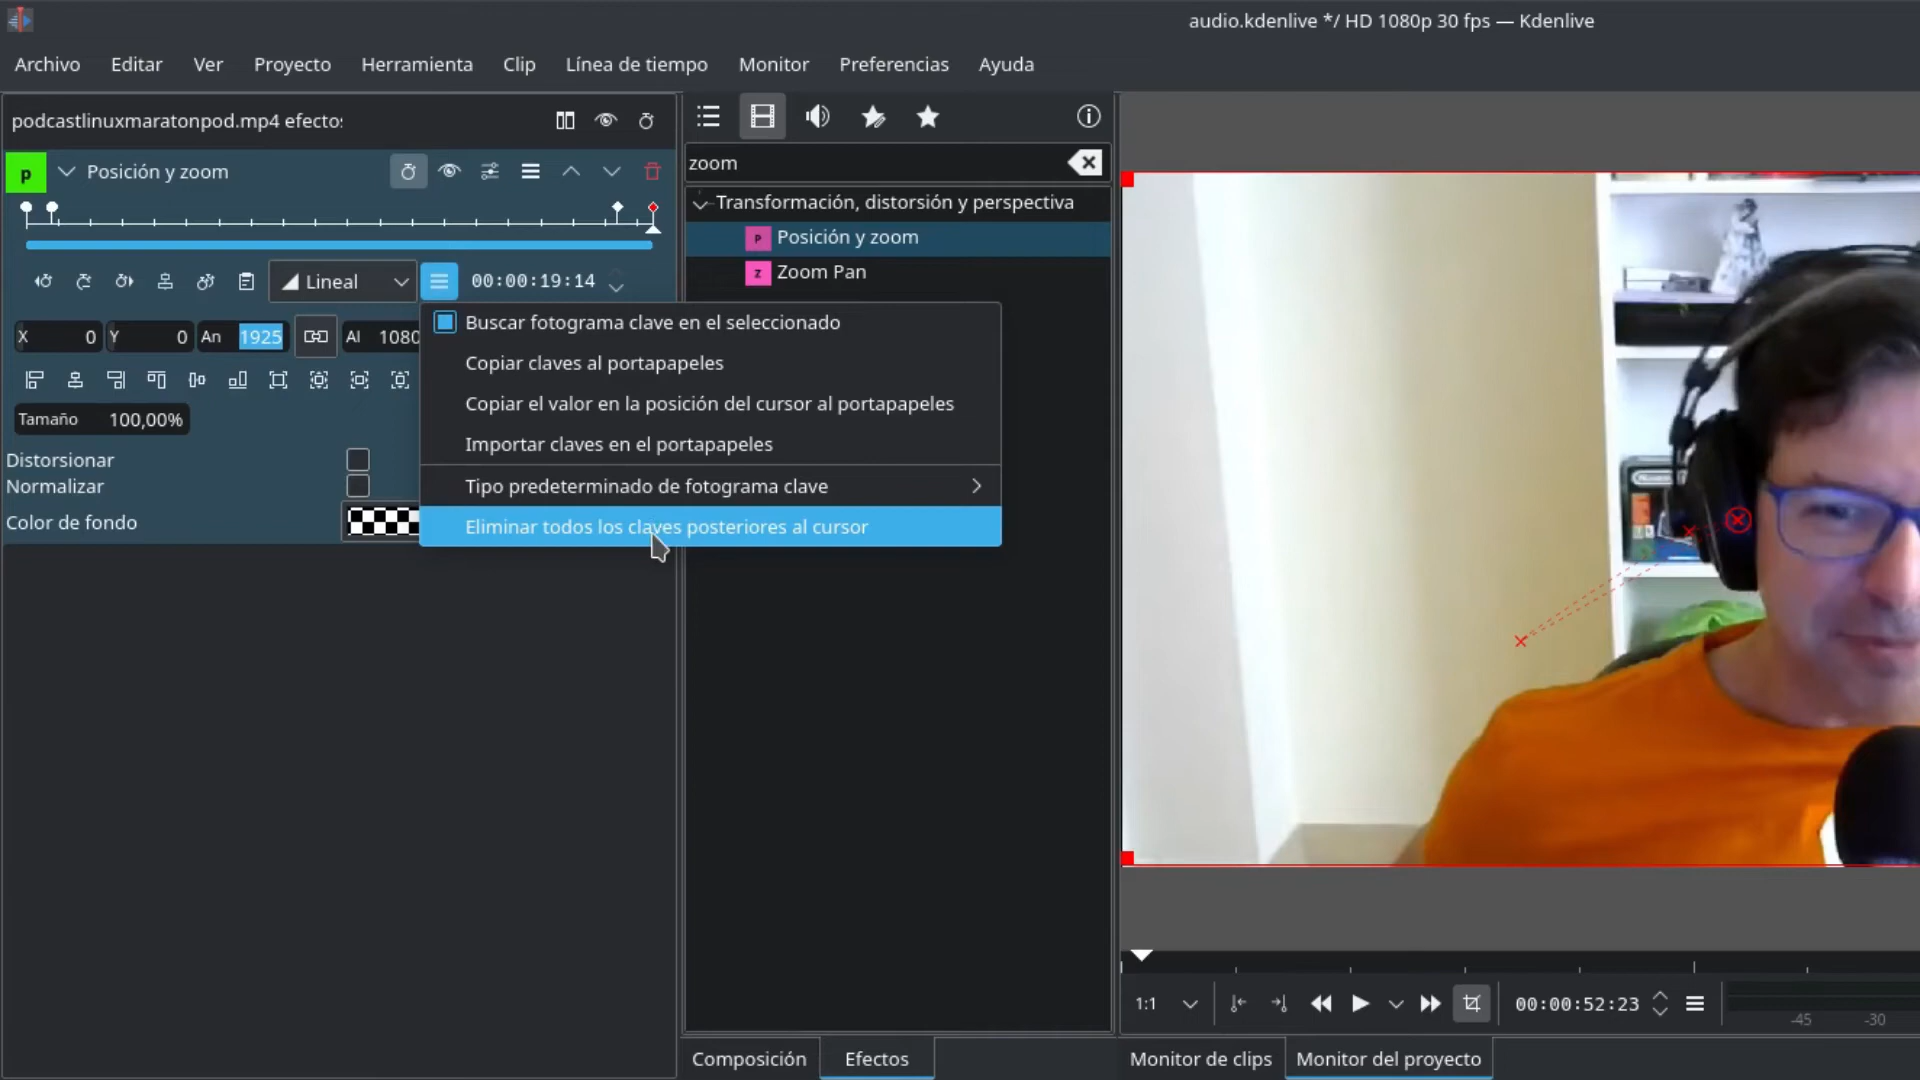 audio.kdenlive */ HD 1080p 30 fps — Kdenlive
Archivo Editar Ver Proyecto Herramienta Clip Línea de tiempo Monitor Preferencias Ayuda
podcastlinuxmaratonpod.mp4 efectos
p Posición y zoom
zoom
Transformación, distorsión y perspectiva
P Posición y zoom
Z Zoom Pan
Lineal 00:00:19:14
X 0 Y 0 An 1925 Al 1080
Tamaño 100,00%
Distorsionar
Normalizar
Color de fondo
Buscar fotograma clave en el seleccionado
Copiar claves al portapapeles
Copiar el valor en la posición del cursor al portapapeles
Importar claves en el portapapeles
Tipo predeterminado de fotograma clave
Eliminar todos los claves posteriores al cursor
1:1 00:00:52:23
-45 -30
Composición Efectos
Monitor de clips Monitor del proyecto